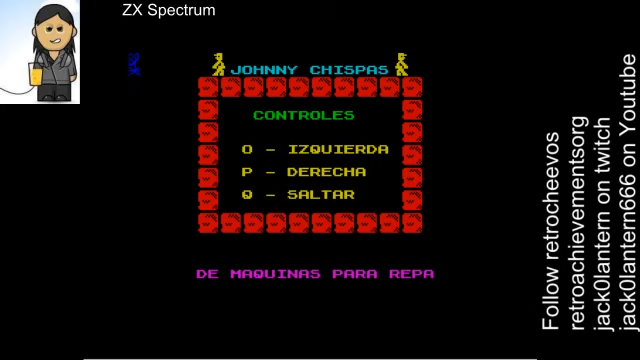 ZX Spectrum
JOHNNY CHISPAS
CONTROLES
O - IZQUIERDA
P - DERECHA
Q - SALTAR
DE MAQUINAS PARA REPA
Follow retrocheevos
retroachievementsorg
jack0lantern on twitch
jack0lantern666 on Youtube